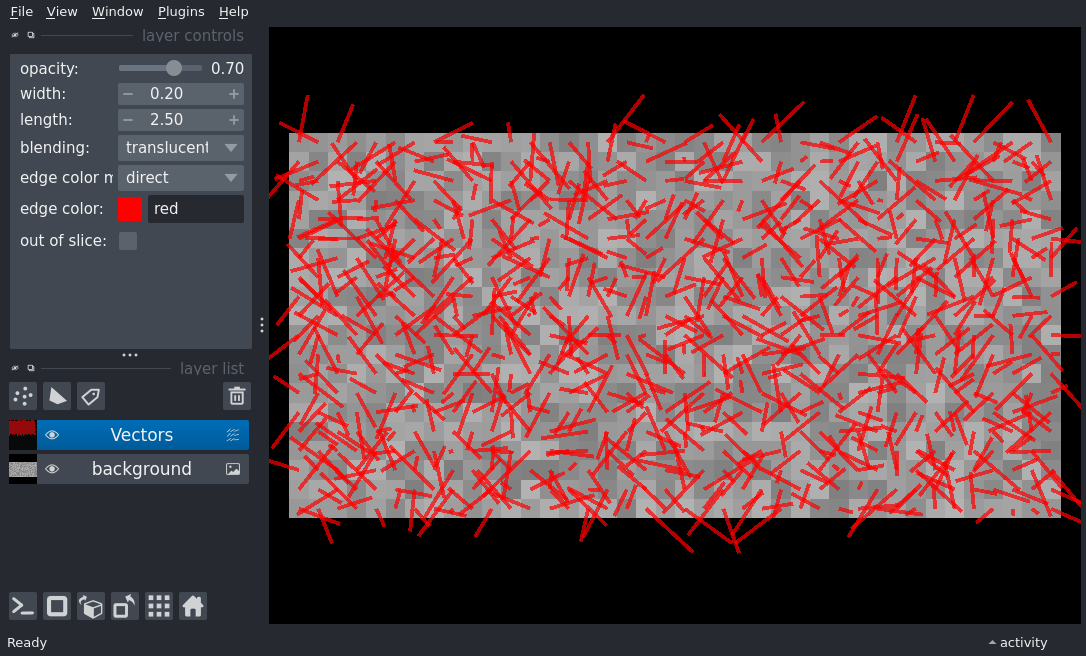 File View Window Plugins Help
layer controls
opacity: 0.70
width: 0.20
length: 2.50
blending: translucent
edge color m direct
edge color: red
out of slice:
layer list
Vectors
background
Ready activity